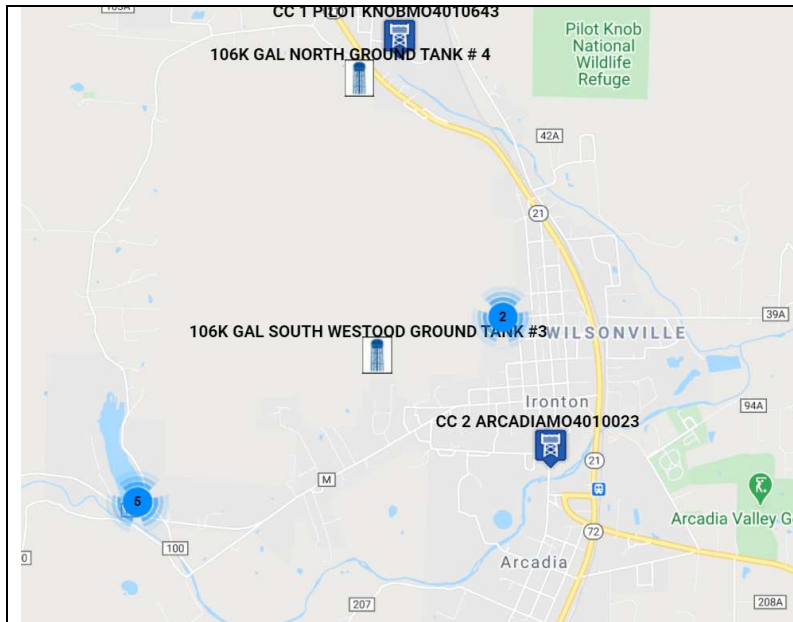 CC 1 PILOT KNOBMO4010643
106K GAL NORTH GROUND TANK # 4
Pilot Knob
National
Wildlife
Refuge
42A
21
2
39A
106K GAL SOUTH WESTOOD GROUND TANK #3
WILSONVILLE
Ironton
94A
CC 2 ARCADIAMO4010023
21
M
5
Arcadia Valley G
72
100
Arcadia
207
208A